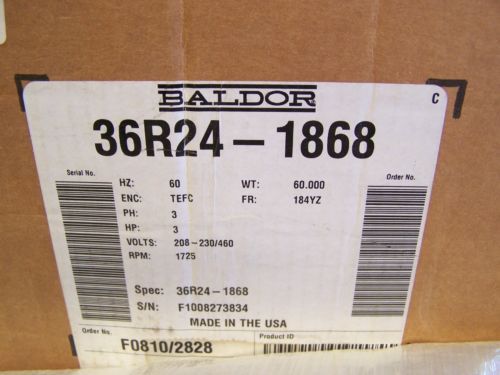 BALDOR
C
36R24-1868
Serial No.
Order No.
HZ: 60 WT: 60.000
ENC: TEFC FR: 184YZ
PH: 3
HP: 3
VOLTS: 208-230/460
RPM: 1725
Spec: 36R24-1868
S/N: F1008273834
MADE IN THE USA
Order No. Product ID
F0810/2828